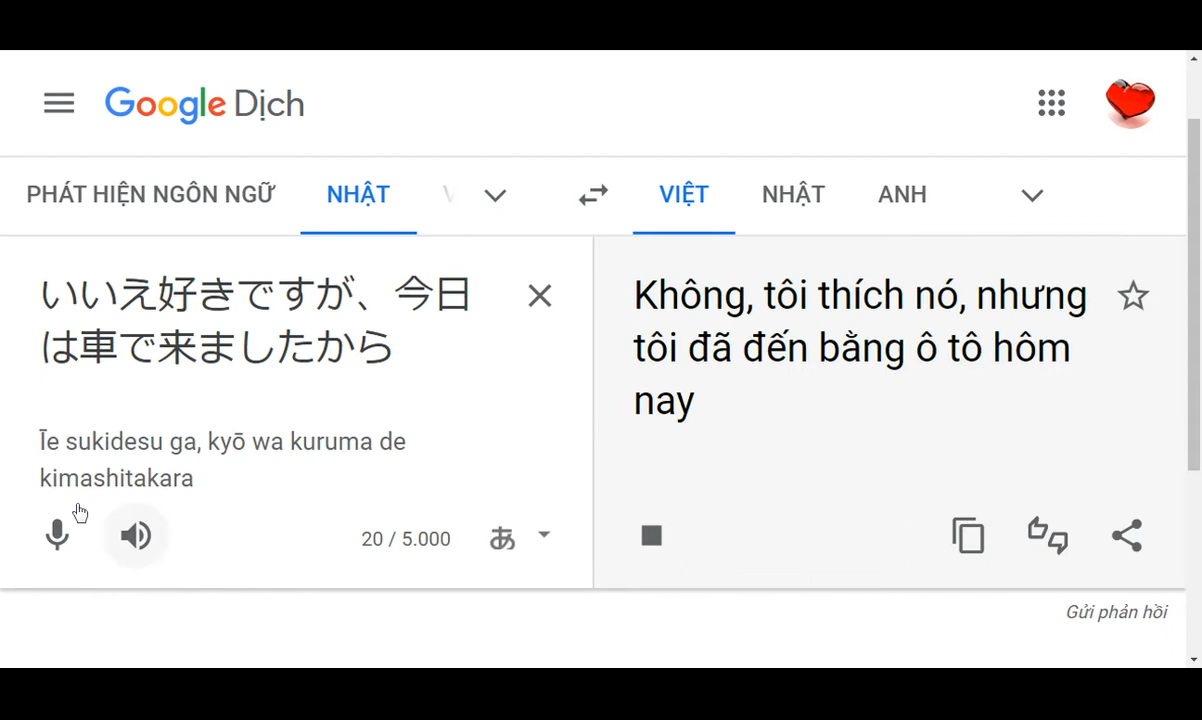 Google Dịch
PHÁT HIỆN NGÔN NGỮ NHẬT VIỆT NHẬT ANH
いいえ好きですが、今日
は車で来ましたから
Īe sukidesu ga, kyō wa kuruma de
kimashitakara
20 / 5.000 あ
Không, tôi thích nó, nhưng
tôi đã đến bằng ô tô hôm
nay
Gửi phản hồi